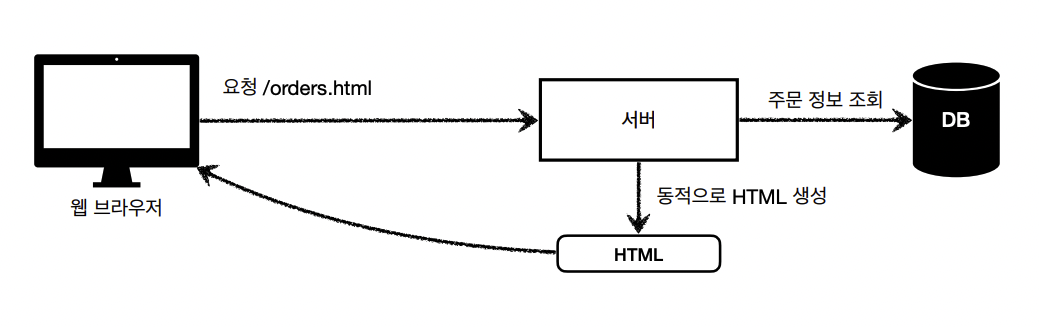 요청 /orders.html
주문 정보 조회
서버
DB
웹 브라우저
동적으로 HTML 생성
HTML